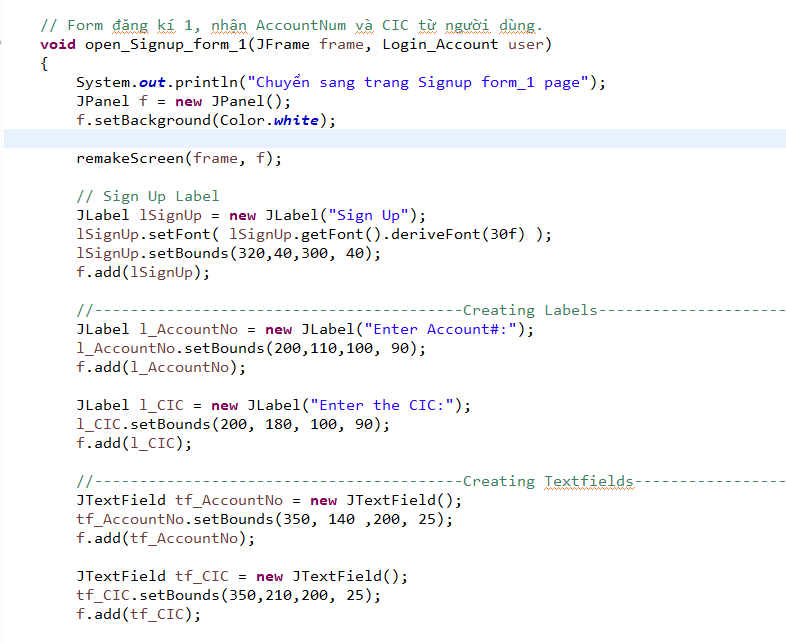 // Form đăng kí 1, nhận AccountNum và CIC từ người dùng.
void open_Signup_form_1(JFrame frame, Login_Account user)
{
System.out.println("Chuyển sang trang Signup form_1 page");
JPanel f = new JPanel();
f.setBackground(Color.white);
remakeScreen(frame, f);
// Sign Up Label
JLabel lSignUp = new JLabel("Sign Up");
lSignUp.setFont( lSignUp.getFont().deriveFont(30f) );
lSignUp.setBounds(320,40,300, 40);
f.add(lSignUp);
//-----------------------------------------Creating Labels---------------------
JLabel l_AccountNo = new JLabel("Enter Account#:");
l_AccountNo.setBounds(200,110,100, 90);
f.add(l_AccountNo);
JLabel l_CIC = new JLabel("Enter the CIC:");
l_CIC.setBounds(200, 180, 100, 90);
f.add(l_CIC);
//-----------------------------------------Creating Textfields-----------------
JTextField tf_AccountNo = new JTextField();
tf_AccountNo.setBounds(350, 140 ,200, 25);
f.add(tf_AccountNo);
JTextField tf_CIC = new JTextField();
tf_CIC.setBounds(350,210,200, 25);
f.add(tf_CIC);